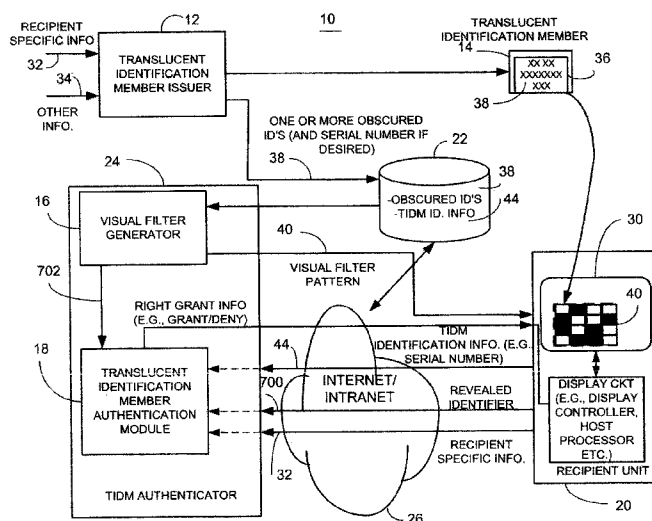 RECIPIENT
SPECIFIC INFO
32
34
OTHER
INFO.
12
TRANSLUCENT
IDENTIFICATION
MEMBER ISSUER
10
TRANSLUCENT
IDENTIFICATION
MEMBER
14
XX XX
XXXXXXX
XXX
36
38
ONE OR MORE OBSCURED
ID'S (AND SERIAL NUMBER IF
DESIRED)
38
22
38
-OBSCURED ID'S
-TIDM ID. INFO
44
24
16
VISUAL FILTER
GENERATOR
40
VISUAL FILTER
PATTERN
702
RIGHT GRANT INFO
(E.G., GRANT/DENY)
30
40
TIDM
IDENTIFICATION INFO. (E.G.
SERIAL NUMBER)
18
TRANSLUCENT
IDENTIFICATION
MEMBER
AUTHENTICATION
MODULE
44
700
32
INTERNET/
INTRANET
REVEALED
IDENTIFIER
RECIPIENT
SPECIFIC INFO.
DISPLAY CKT
(E.G., DISPLAY
CONTROLLER,
HOST
PROCESSOR
ETC.)
RECIPIENT UNIT
TIDM AUTHENTICATOR
26
20